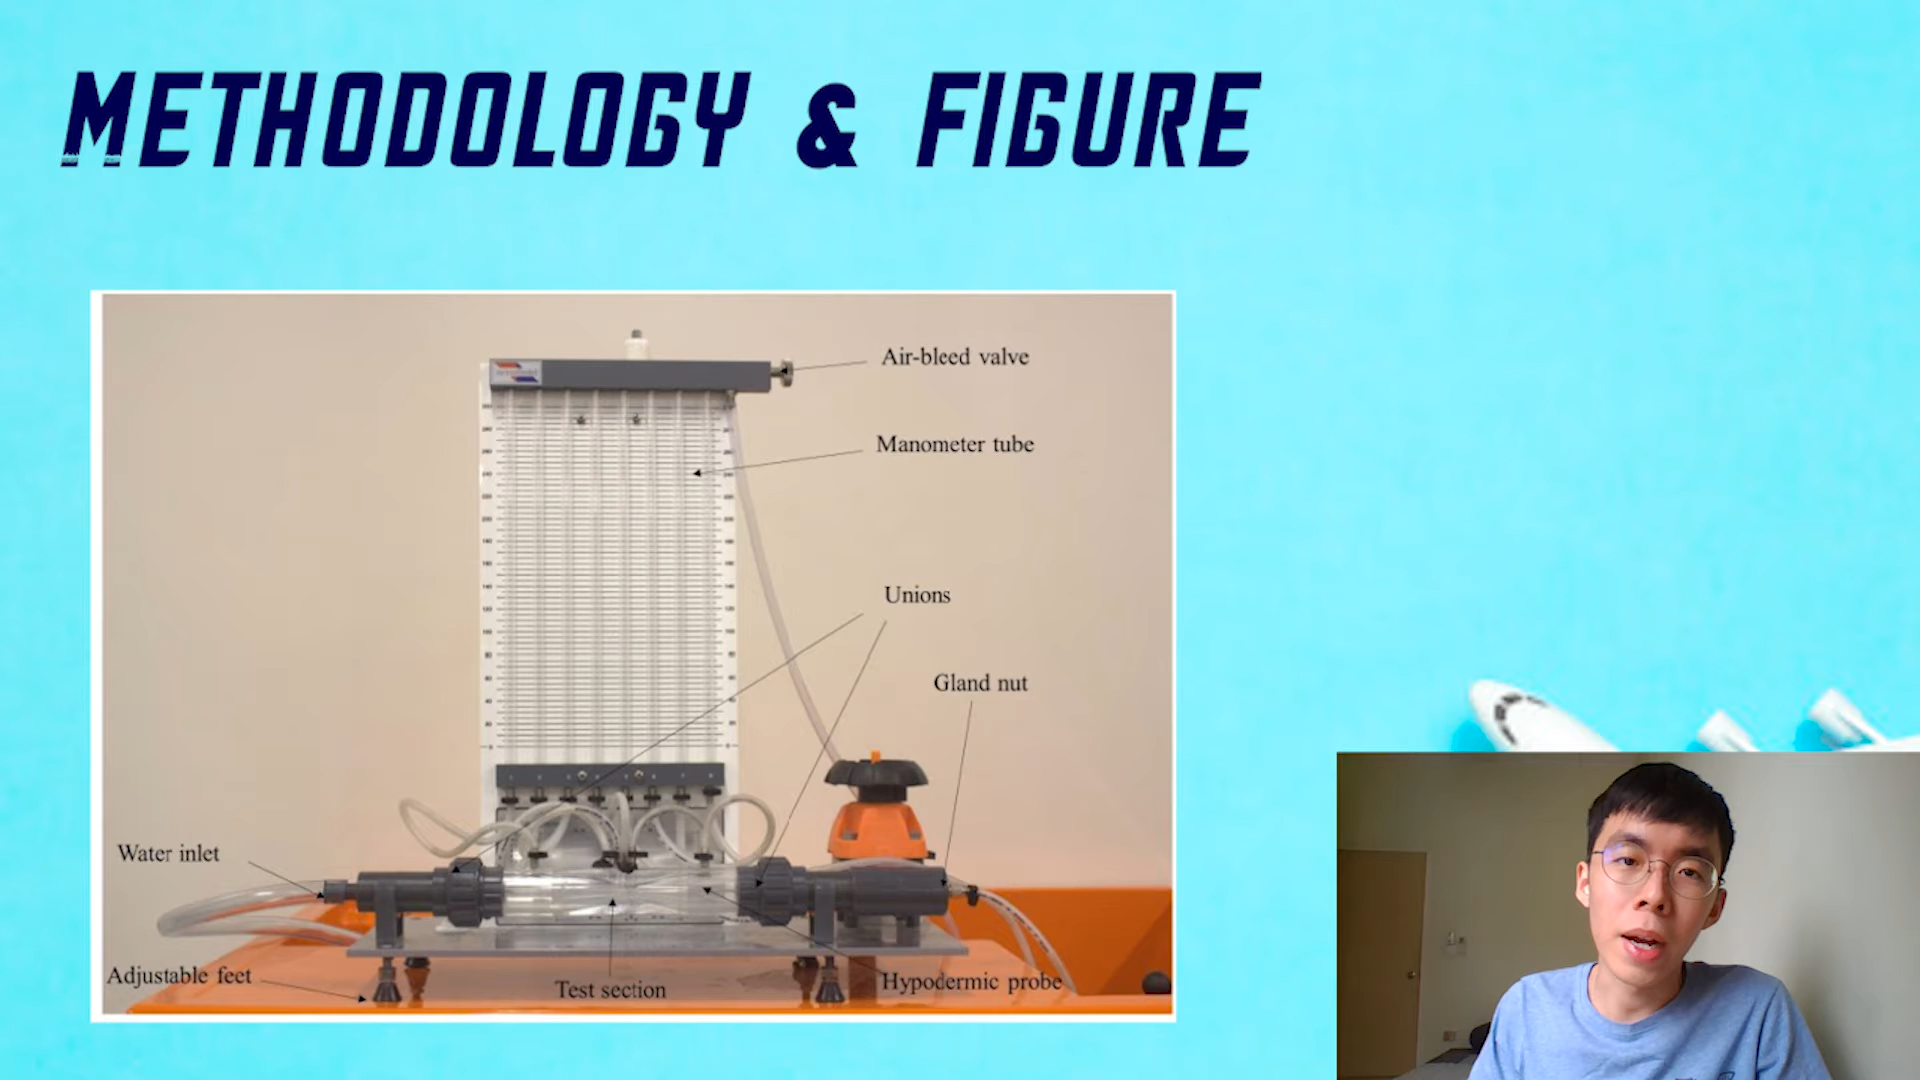 METHODOLOGY & FIGURE
Air-bleed valve
Manometer tube
Unions
Gland nut
Water inlet
Adjustable feet
Test section
Hypodermic probe